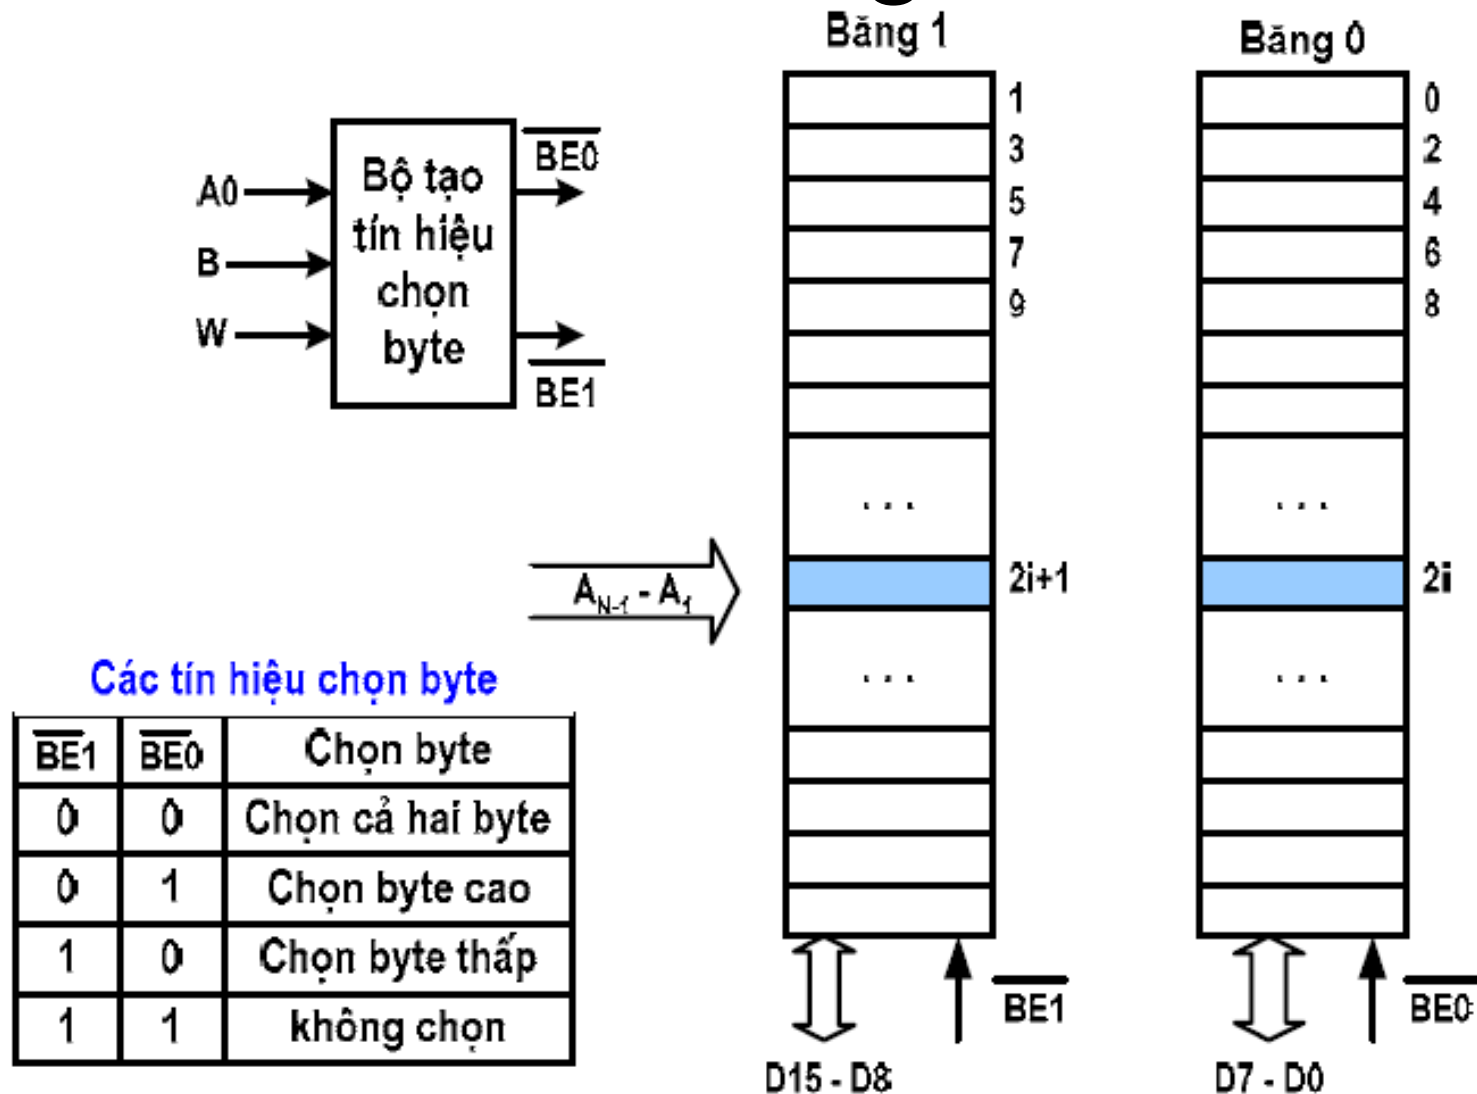 Băng 1
Băng 0
1
3
5
7
9
0
2
4
6
8
A0
B
W
Bộ tạo
tín hiệu
chọn
byte
BE0
BE1
. . .
. . .
2i+1
2i
A_N-1 - A_1
. . .
. . .
Các tín hiệu chọn byte
BE1 BE0 Chọn byte
0 0 Chọn cả hai byte
0 1 Chọn byte cao
1 0 Chọn byte thấp
1 1 không chọn
BE1
BE0
D15 - D8
D7 - D0